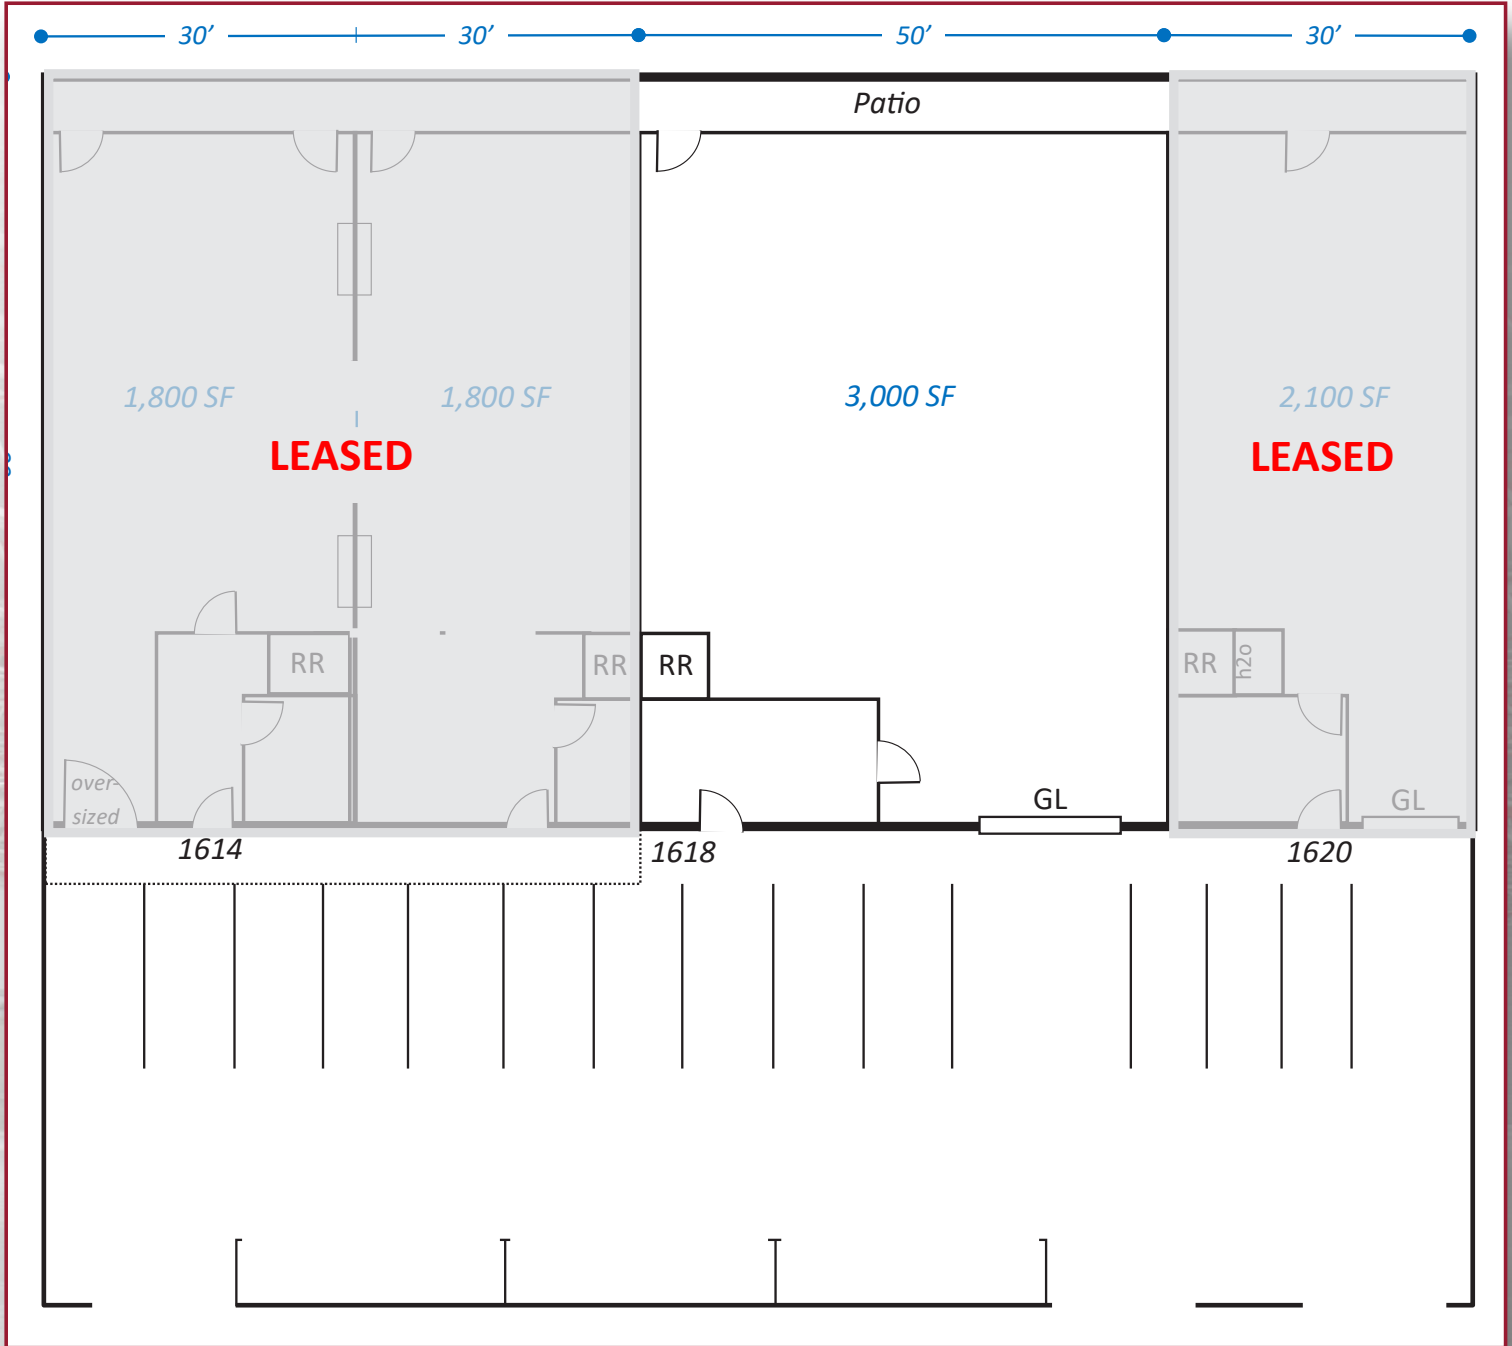 30’ 30’ 50’ 30’
Patio
1,800 SF 1,800 SF 3,000 SF 2,100 SF
LEASED LEASED
RR RR RR RR h2o
over-
sized
GL GL
1614 1618 1620